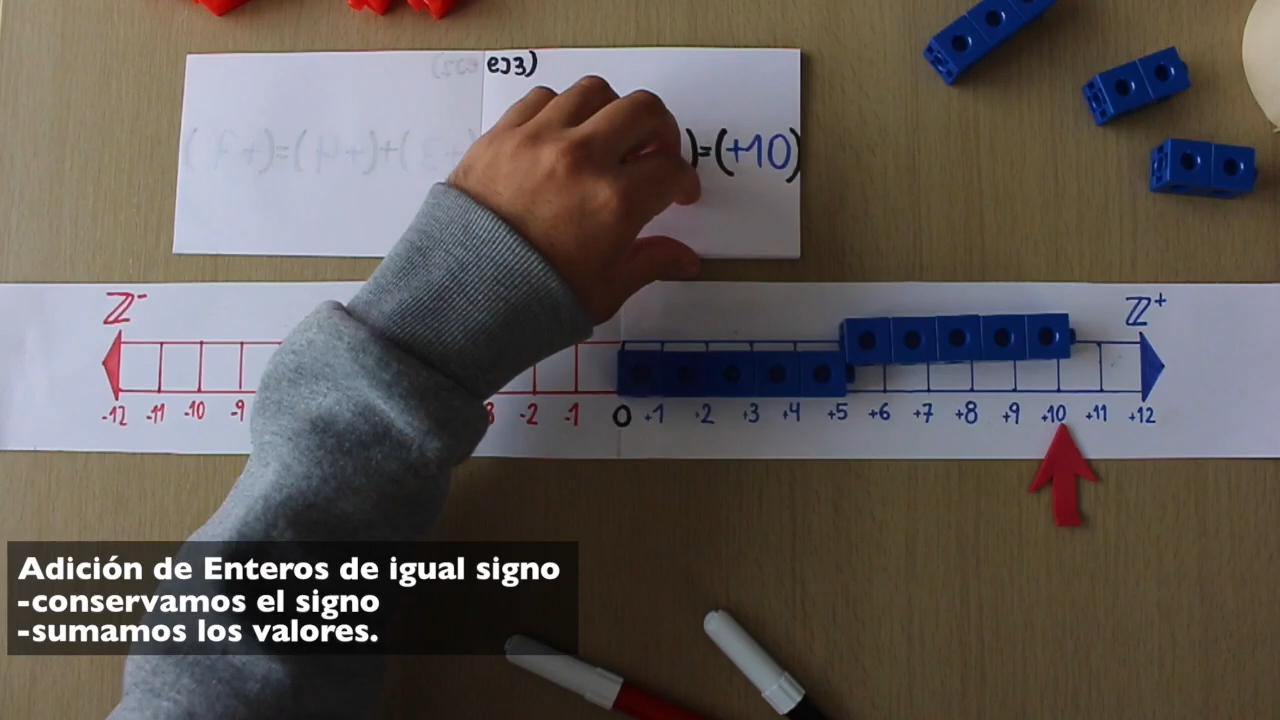 ej3)
)=(+10)
Z⁻ Z⁺
-12 -11 -10 -9 -2 -1 0 +1 +2 +3 +4 +5 +6 +7 +8 +9 +10 +11 +12
Adición de Enteros de igual signo
-conservamos el signo
-sumamos los valores.